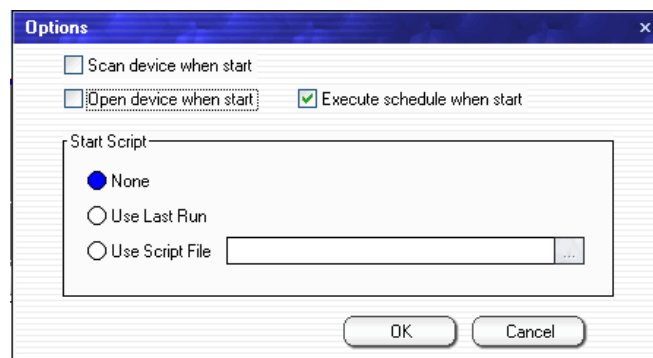 Options
Scan device when start
Open device when start Execute schedule when start
Start Script
None
Use Last Run
Use Script File ...
OK Cancel